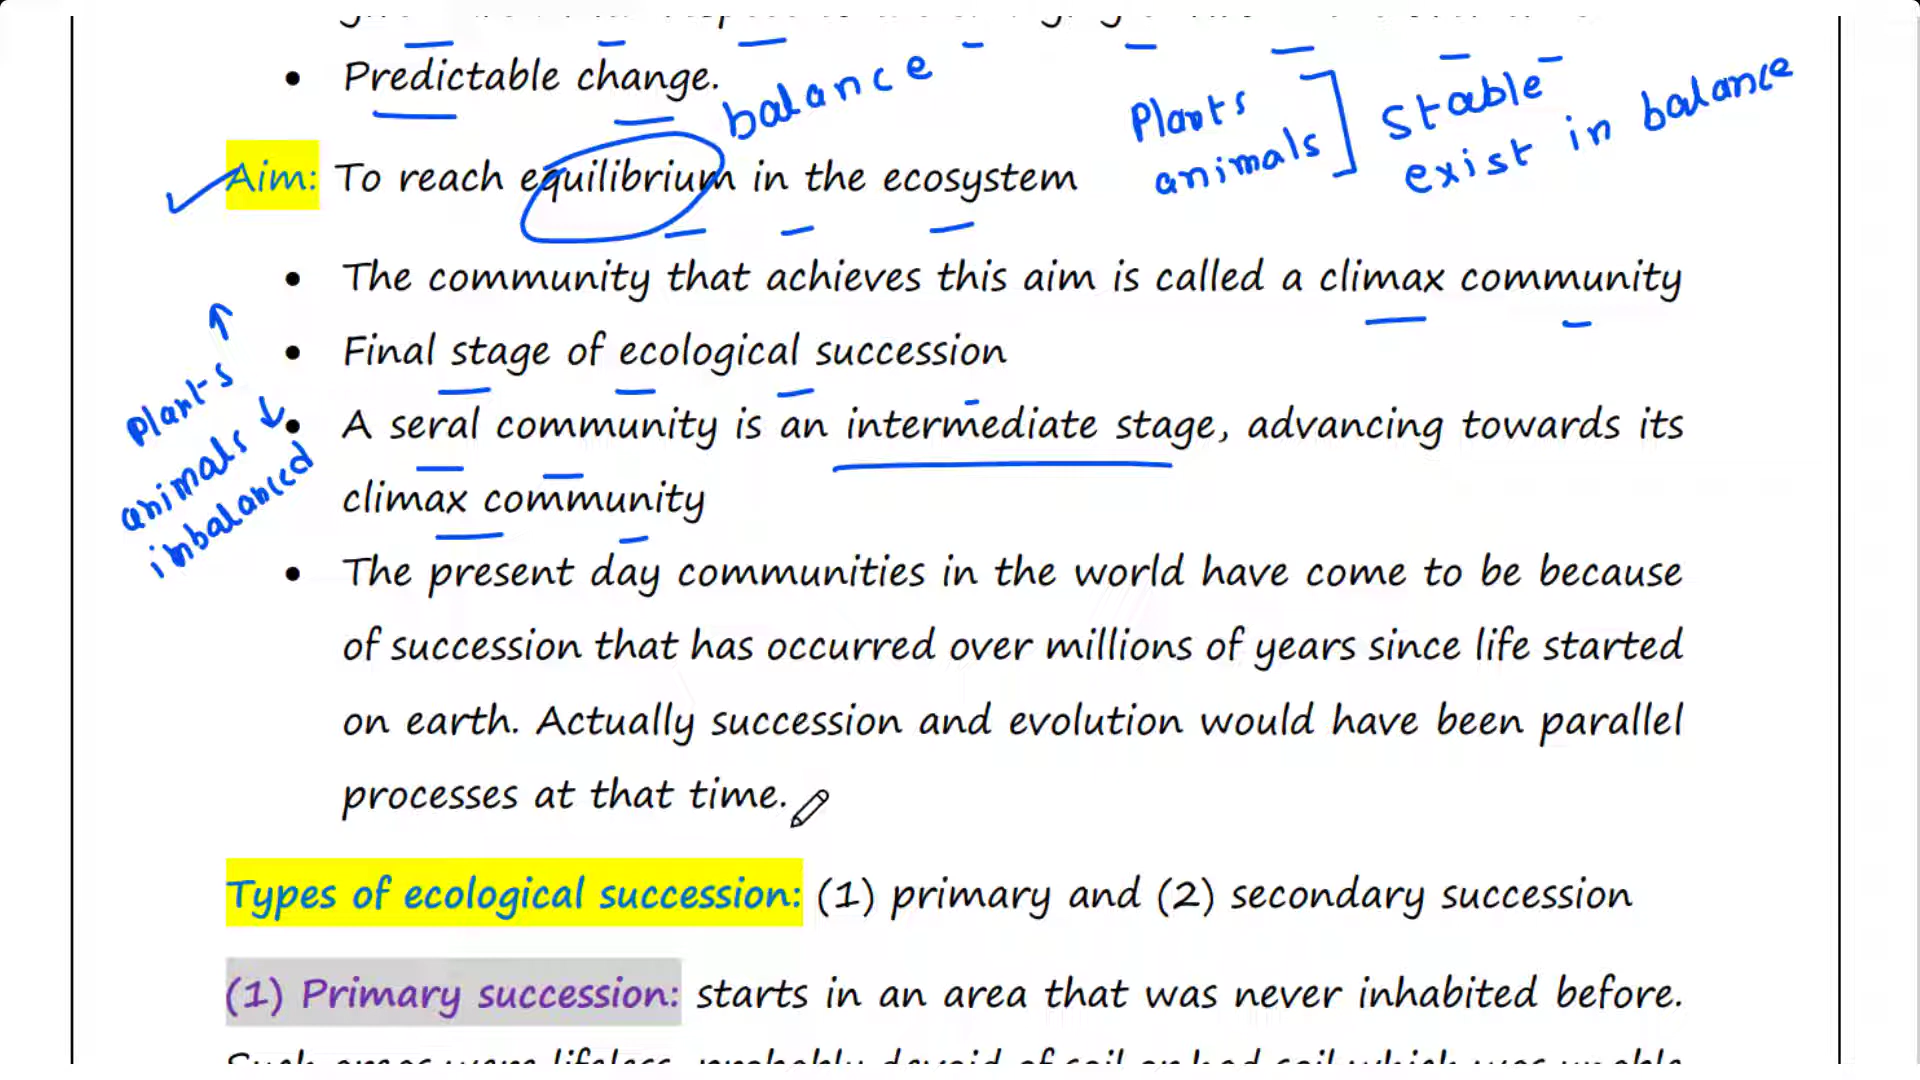 • Predictable change.
balance
Plants
animals
Stable
exist in balance
Aim: To reach equilibrium in the ecosystem
• The community that achieves this aim is called a climax community
• Final stage of ecological succession
Plants
animals
imbalanced
• A seral community is an intermediate stage, advancing towards its
climax community
• The present day communities in the world have come to be because
of succession that has occurred over millions of years since life started
on earth. Actually succession and evolution would have been parallel
processes at that time.
Types of ecological succession: (1) primary and (2) secondary succession
(1) Primary succession: starts in an area that was never inhabited before.